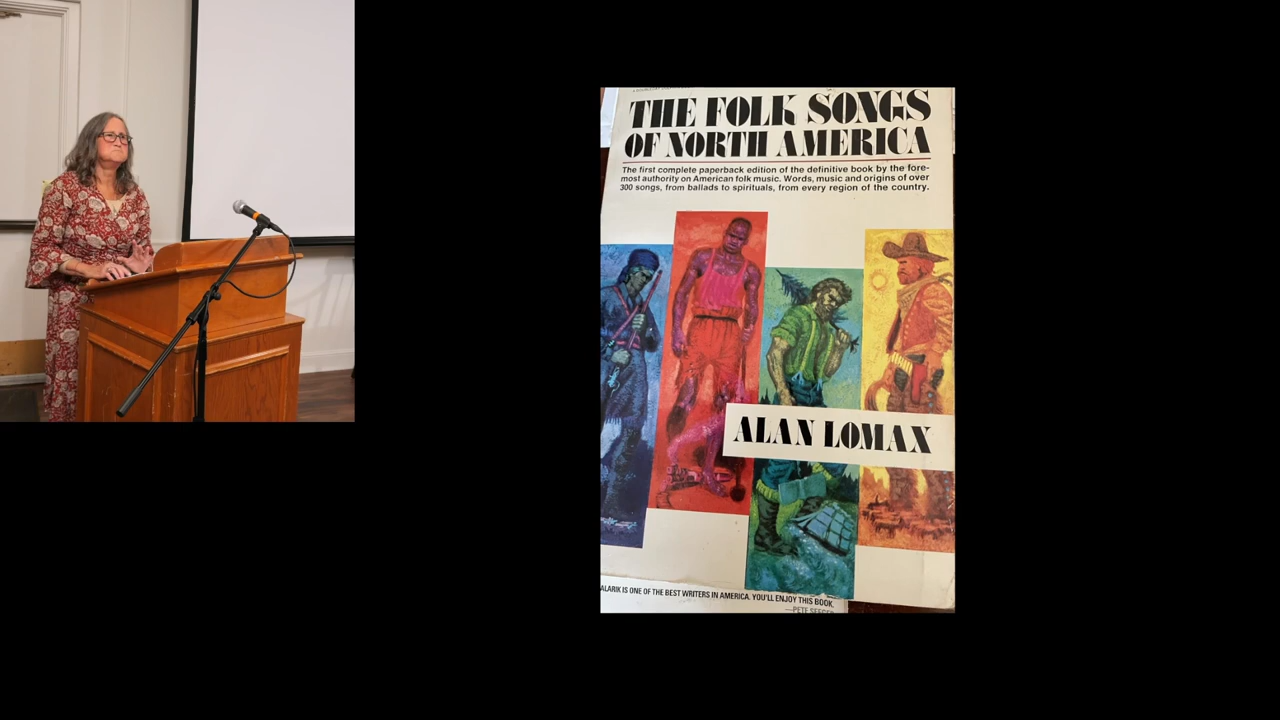 THE FOLK SONGS
OF NORTH AMERICA
The first complete paperback edition of the definitive book by the fore-
most authority on American folk music. Words, music and origins of over
300 songs, from ballads to spirituals, from every region of the country.
ALAN LOMAX
ALARIK IS ONE OF THE BEST WRITERS IN AMERICA. YOU'LL ENJOY THIS BOOK.
—PETE SEEGER